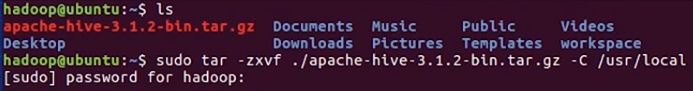 hadoop@ubuntu:~$ ls
apache-hive-3.1.2-bin.tar.gz  Documents  Music     Public     Videos
Desktop                       Downloads  Pictures  Templates  workspace
hadoop@ubuntu:~$ sudo tar -zxvf ./apache-hive-3.1.2-bin.tar.gz -C /usr/local
[sudo] password for hadoop: